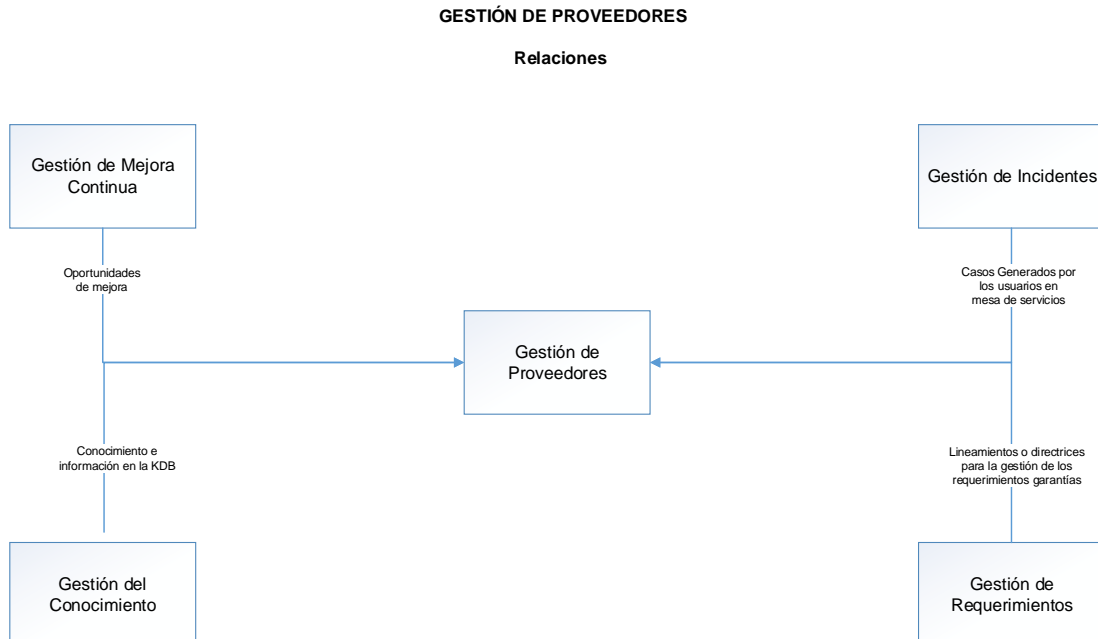 GESTIÓN DE PROVEEDORES
Relaciones
Gestión de Mejora
Continua
Gestión de Incidentes
Oportunidades
de mejora
Casos Generados por
los usuarios en
mesa de servicios
Gestión de
Proveedores
Conocimiento e
información en la KDB
Lineamientos o directrices
para la gestión de los
requerimientos garantías
Gestión del
Conocimiento
Gestión de
Requerimientos